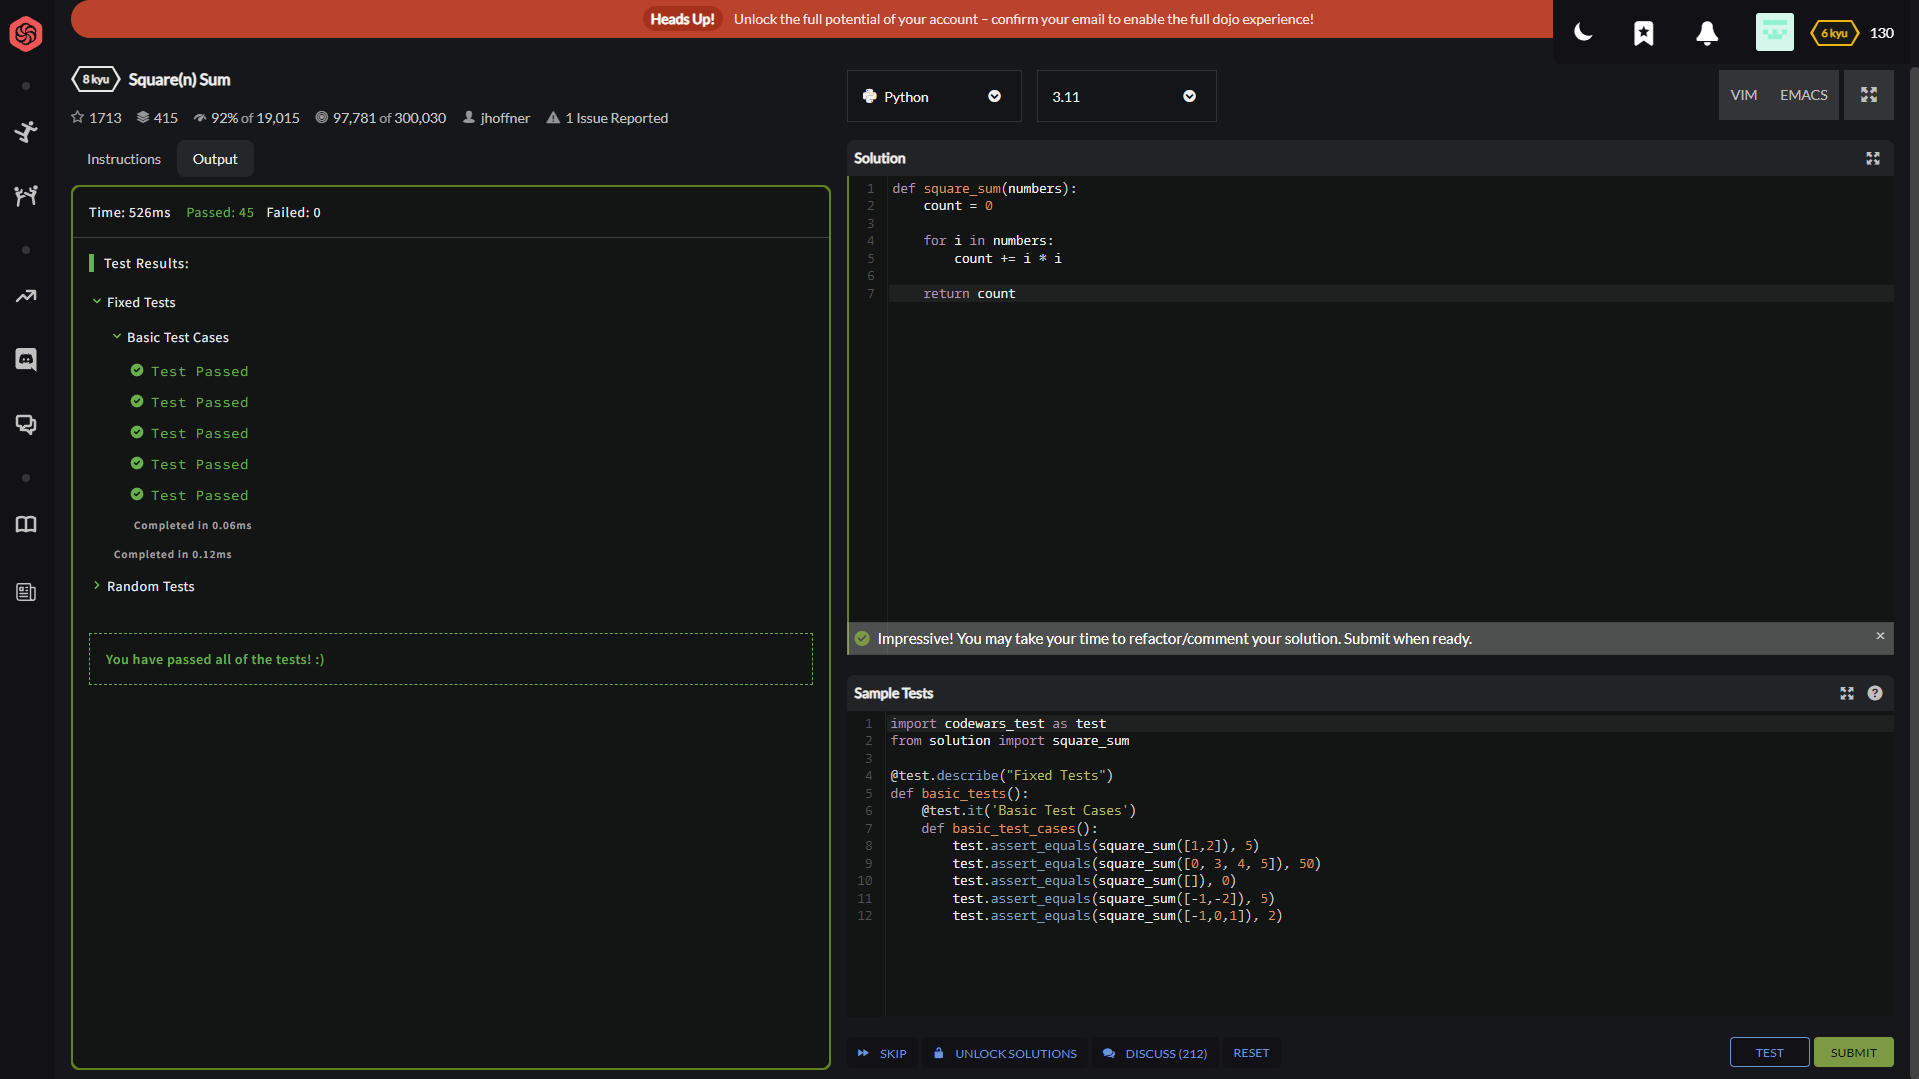 Heads Up! Unlock the full potential of your account – confirm your email to enable the full dojo experience!
6 kyu 130
8 kyu Square(n) Sum
1713 415 92% of 19,015 97,781 of 300,030 jhoffner 1 Issue Reported
Instructions Output
Time: 526ms Passed: 45 Failed: 0
Test Results:
Fixed Tests
Basic Test Cases
Test Passed
Test Passed
Test Passed
Test Passed
Test Passed
Completed in 0.06ms
Completed in 0.12ms
Random Tests
You have passed all of the tests! :)
Python 3.11 VIM EMACS
Solution
1 def square_sum(numbers):
2     count = 0
3
4     for i in numbers:
5         count += i * i
6
7     return count
Impressive! You may take your time to refactor/comment your solution. Submit when ready. ×
Sample Tests ?
1 import codewars_test as test
2 from solution import square_sum
3
4 @test.describe("Fixed Tests")
5 def basic_tests():
6     @test.it('Basic Test Cases')
7     def basic_test_cases():
8         test.assert_equals(square_sum([1,2]), 5)
9         test.assert_equals(square_sum([0, 3, 4, 5]), 50)
10         test.assert_equals(square_sum([]), 0)
11         test.assert_equals(square_sum([-1,-2]), 5)
12         test.assert_equals(square_sum([-1,0,1]), 2)
SKIP UNLOCK SOLUTIONS DISCUSS (212) RESET TEST SUBMIT